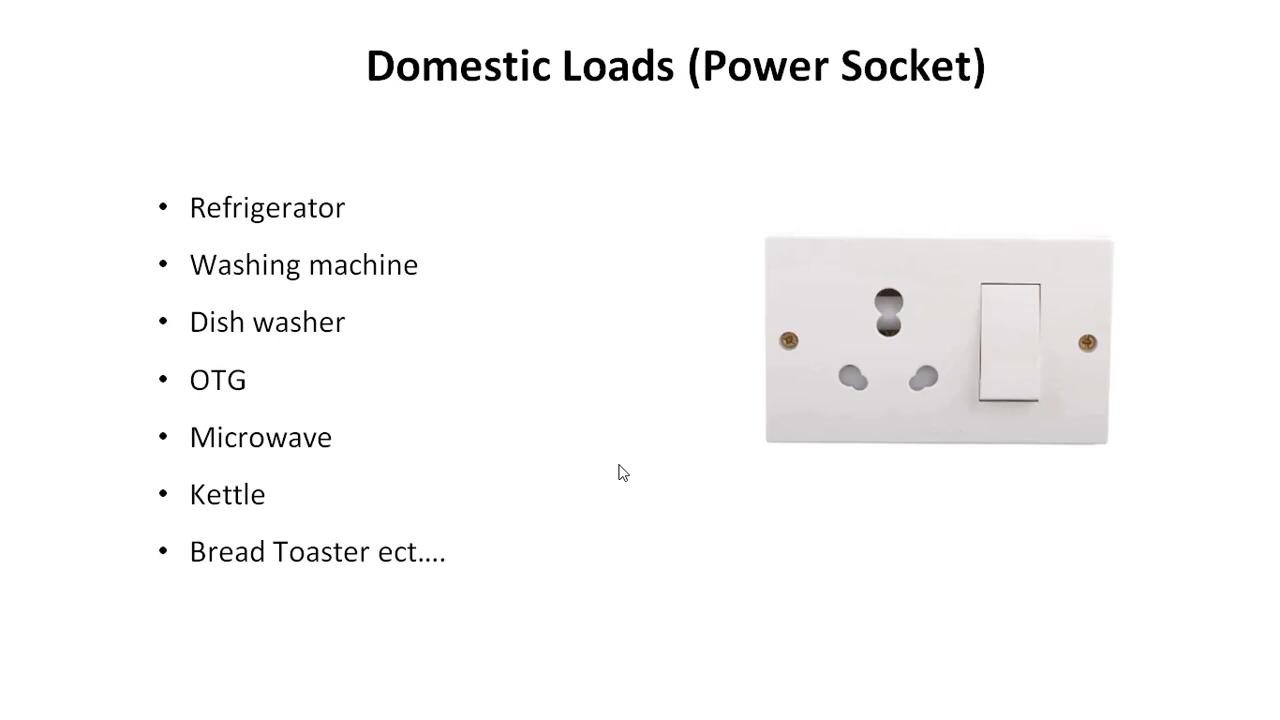 Domestic Loads (Power Socket)
• Refrigerator
• Washing machine
• Dish washer
• OTG
• Microwave
• Kettle
• Bread Toaster ect....